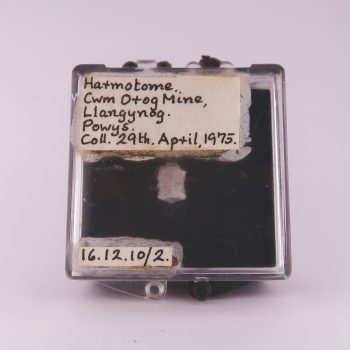 Harmotome.
Cwm Orog Mine,
Llangynog.
Powys.
Coll. 29th. April, 1975.
16.12.10/2.